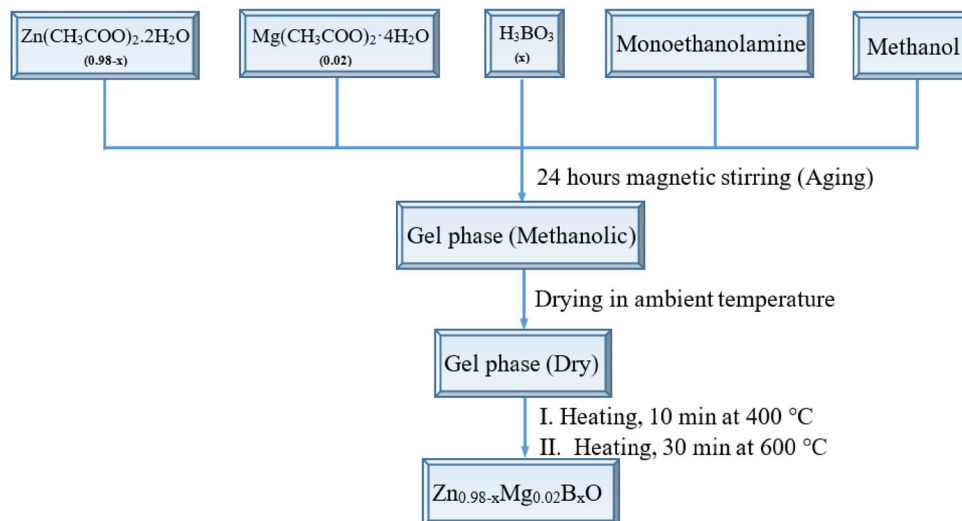 Zn(CH₃COO)₂.2H₂O
(0.98-x)
Mg(CH₃COO)₂·4H₂O
(0.02)
H₃BO₃
(x)
Monoethanolamine
Methanol
24 hours magnetic stirring (Aging)
Gel phase (Methanolic)
Drying in ambient temperature
Gel phase (Dry)
I. Heating, 10 min at 400 °C
II. Heating, 30 min at 600 °C
Zn₀.₉₈₋ₓMg₀.₀₂BₓO